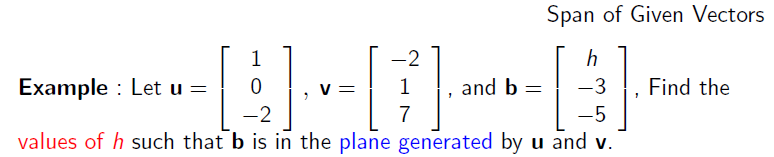 Span of Given Vectors
Example : Let u = [ 1 0 −2 ] , v = [ −2 1 7 ] , and b = [ h −3 −5 ] , Find the
values of h such that b is in the plane generated by u and v.